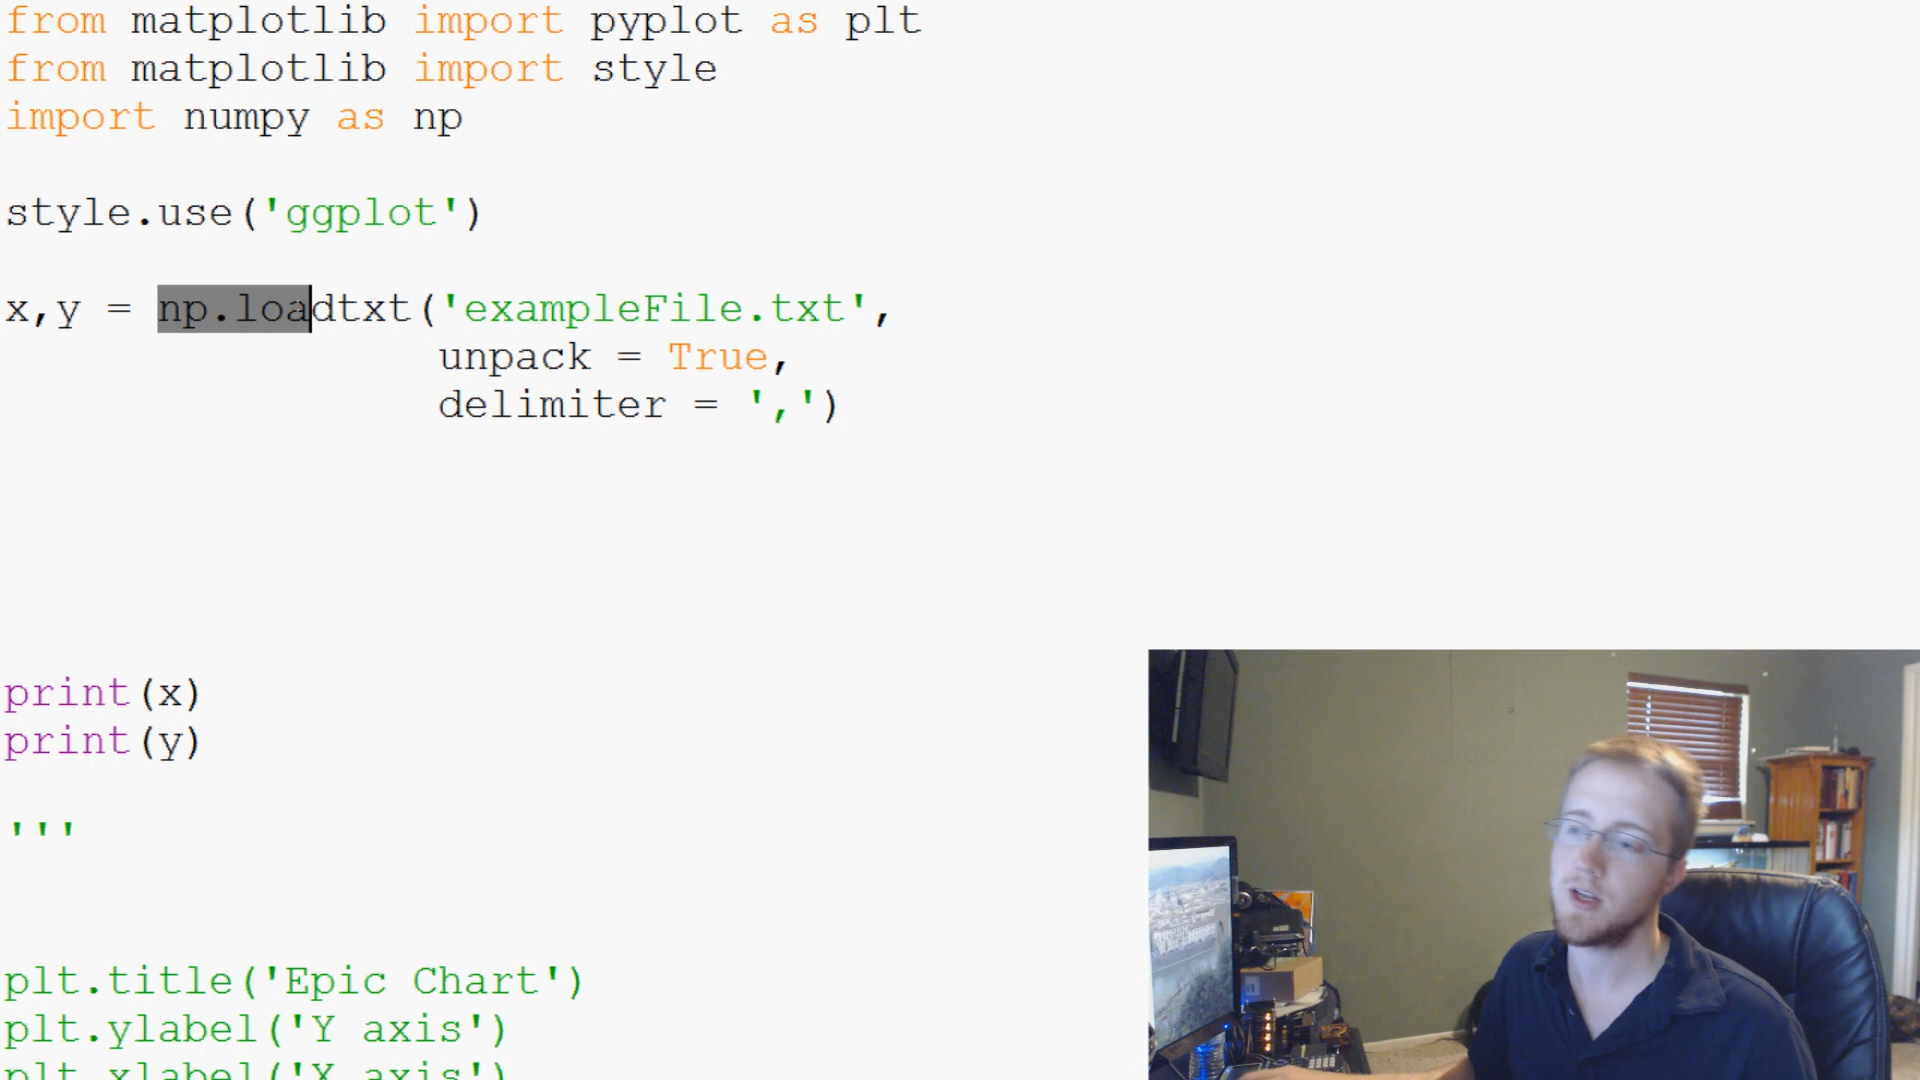 from matplotlib import pyplot as plt
from matplotlib import style
import numpy as np
style.use('ggplot')
x,y = np.loadtxt('exampleFile.txt',
unpack = True,
delimiter = ',')
print(x)
print(y)
'''
plt.title('Epic Chart')
plt.ylabel('Y axis')
plt.xlabel('X axis')